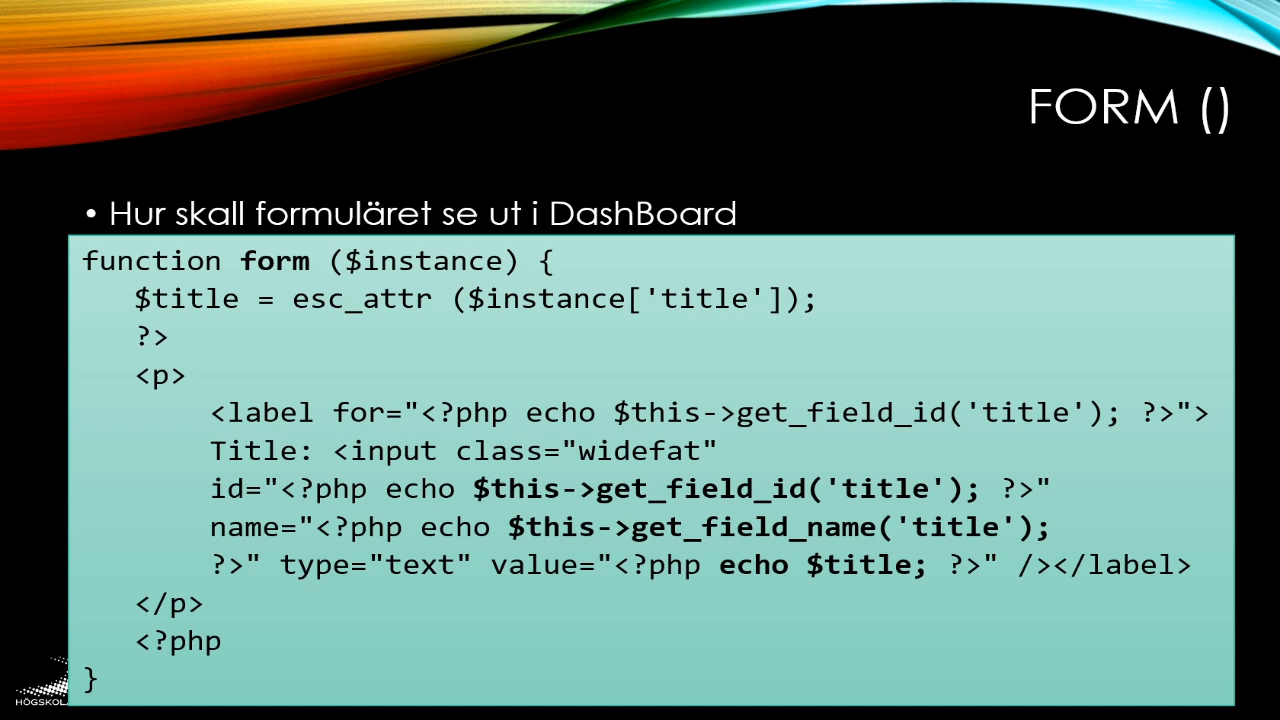 FORM ()
• Hur skall formuläret se ut i DashBoard
function form ($instance) {
$title = esc_attr ($instance['title']);
?>
<p>
<label for="<?php echo $this->get_field_id('title'); ?>">
Title: <input class="widefat"
id="<?php echo $this->get_field_id('title'); ?>"
name="<?php echo $this->get_field_name('title');
?>" type="text" value="<?php echo $title; ?>" /></label>
</p>
<?php
}